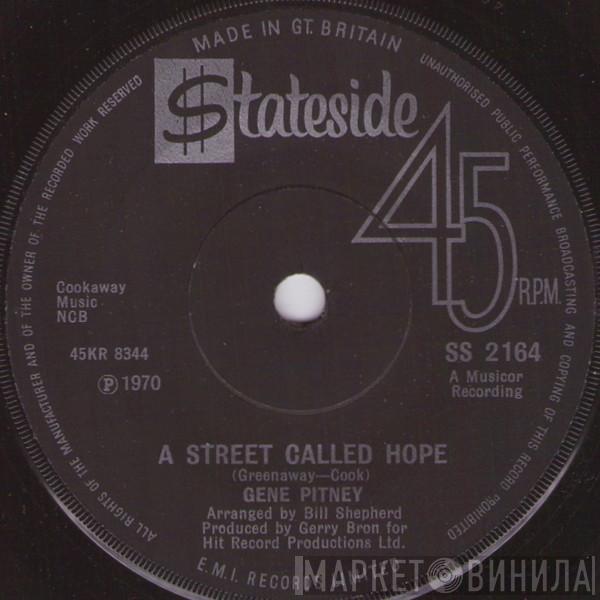 MADE IN GT. BRITAIN
UNAUTHORISED PUBLIC PERFORMANCE BROADCASTING AND COPYING OF THIS RECORD PROHIBITED
ALL RIGHTS OF THE MANUFACTURER AND OF THE OWNER OF THE RECORDED WORK RESERVED
$tateside
45
R.P.M.
Cookaway
Music
NCB
45KR 8344
Ⓟ 1970
SS 2164
A Musicor
Recording
A STREET CALLED HOPE
(Greenaway—Cook)
GENE PITNEY
Arranged by Bill Shepherd
Produced by Gerry Bron for
Hit Record Productions Ltd.
E.M.I. RECORDS LIMITED
МАРКЕТ ВИНИЛА